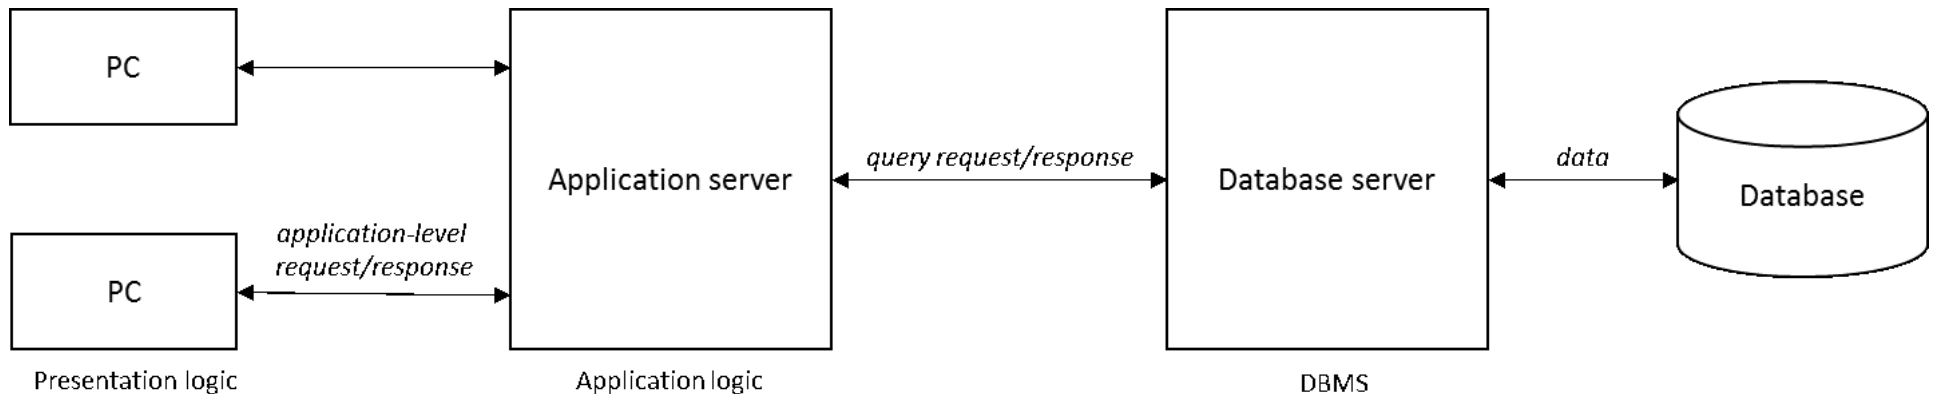 PC
PC
application-level
request/response
Presentation logic
Application server
Application logic
query request/response
Database server
DBMS
data
Database